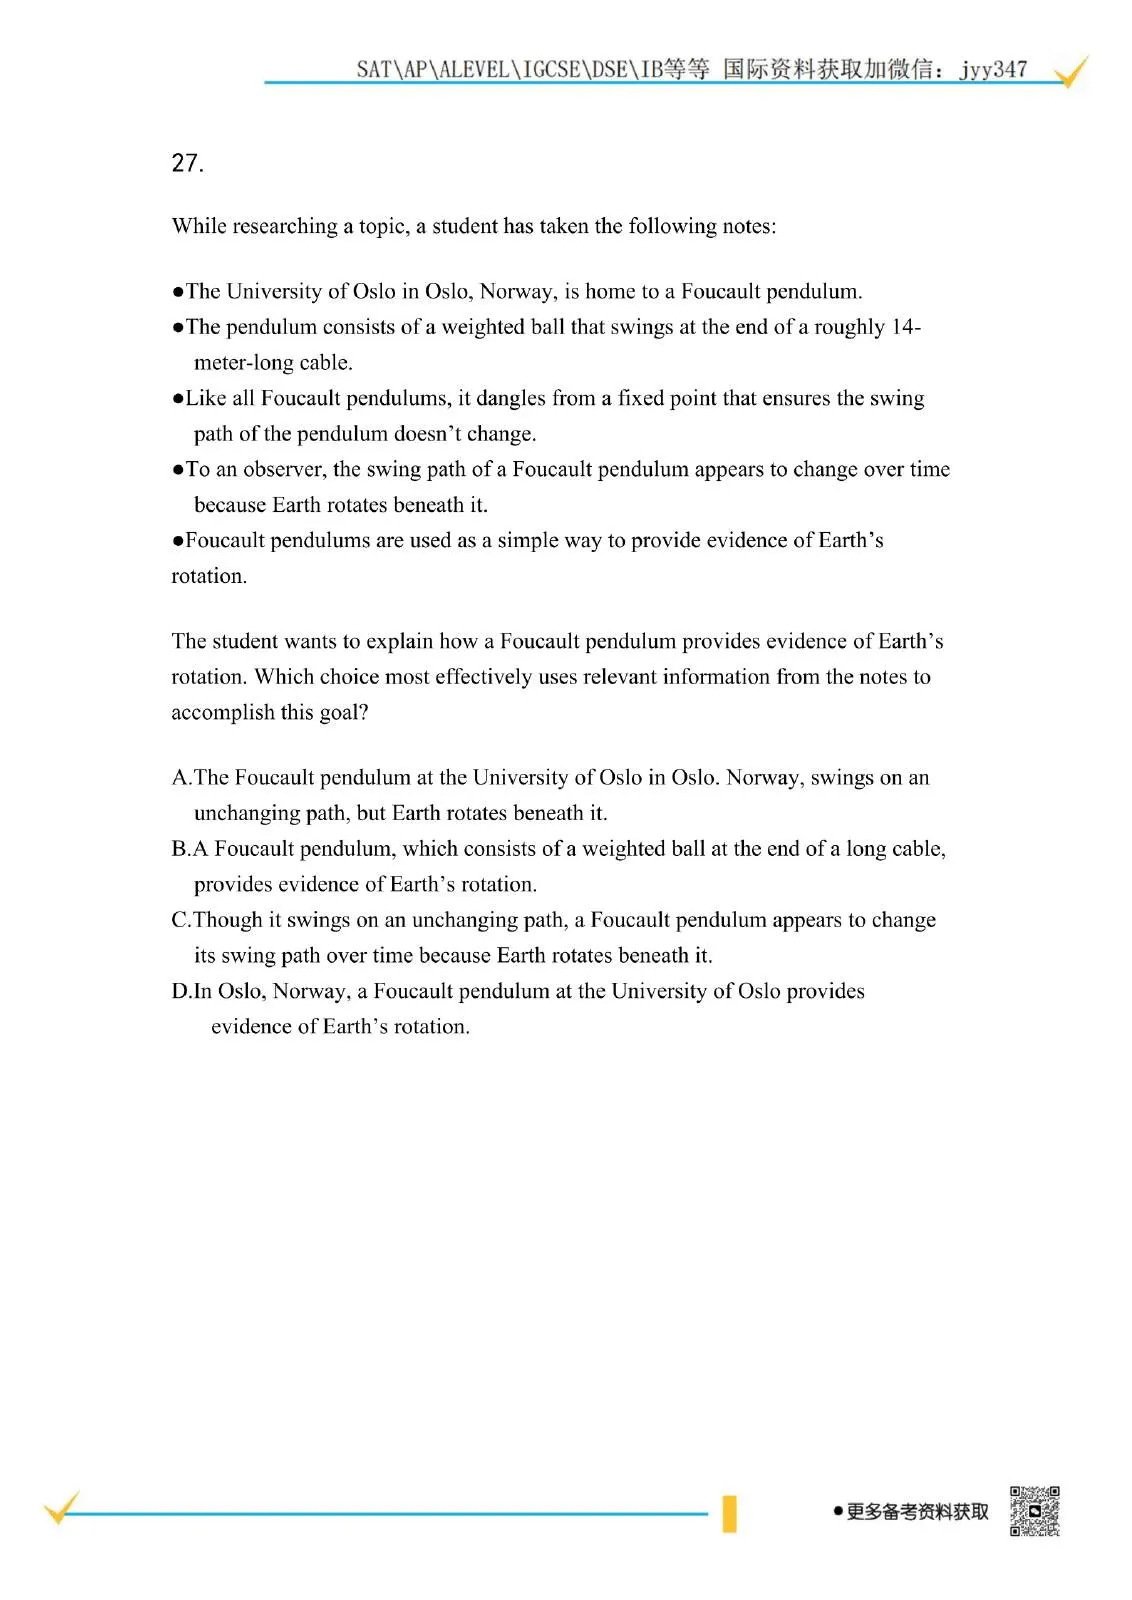 SAT\AP\ALEVEL\IGCSE\DSE\IB等等 国际资料获取加微信：jyy347
27.
While researching a topic, a student has taken the following notes:
●The University of Oslo in Oslo, Norway, is home to a Foucault pendulum.
●The pendulum consists of a weighted ball that swings at the end of a roughly 14-
meter-long cable.
●Like all Foucault pendulums, it dangles from a fixed point that ensures the swing
path of the pendulum doesn’t change.
●To an observer, the swing path of a Foucault pendulum appears to change over time
because Earth rotates beneath it.
●Foucault pendulums are used as a simple way to provide evidence of Earth’s
rotation.
The student wants to explain how a Foucault pendulum provides evidence of Earth’s
rotation. Which choice most effectively uses relevant information from the notes to
accomplish this goal?
A.The Foucault pendulum at the University of Oslo in Oslo. Norway, swings on an
unchanging path, but Earth rotates beneath it.
B.A Foucault pendulum, which consists of a weighted ball at the end of a long cable,
provides evidence of Earth’s rotation.
C.Though it swings on an unchanging path, a Foucault pendulum appears to change
its swing path over time because Earth rotates beneath it.
D.In Oslo, Norway, a Foucault pendulum at the University of Oslo provides
evidence of Earth’s rotation.
●更多备考资料获取